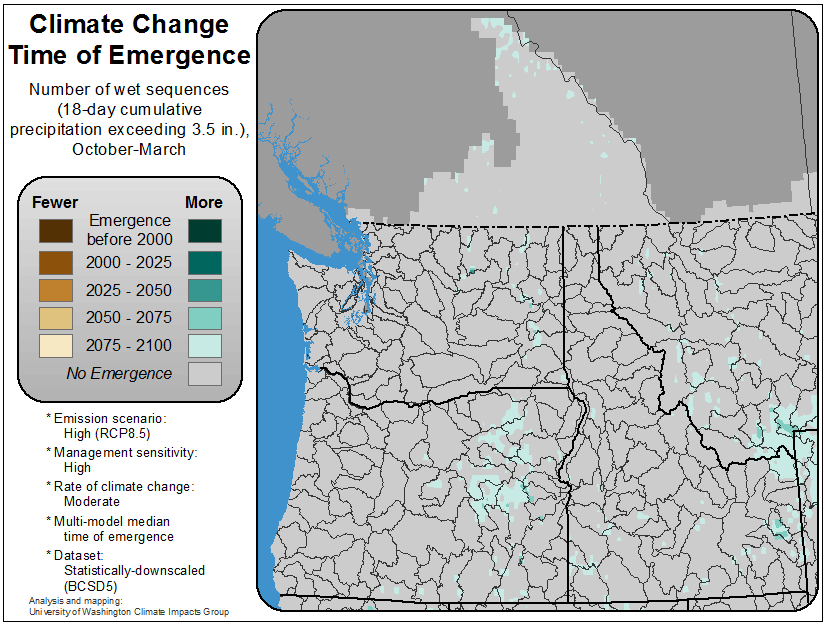 Climate Change
Time of Emergence
Number of wet sequences
(18-day cumulative
precipitation exceeding 3.5 in.),
October-March
Fewer More
Emergence
before 2000
2000 - 2025
2025 - 2050
2050 - 2075
2075 - 2100
No Emergence
* Emission scenario:
High (RCP8.5)
* Management sensitivity:
High
* Rate of climate change:
Moderate
* Multi-model median
time of emergence
* Dataset:
Statistically-downscaled
(BCSD5)
Analysis and mapping:
University of Washington Climate Impacts Group